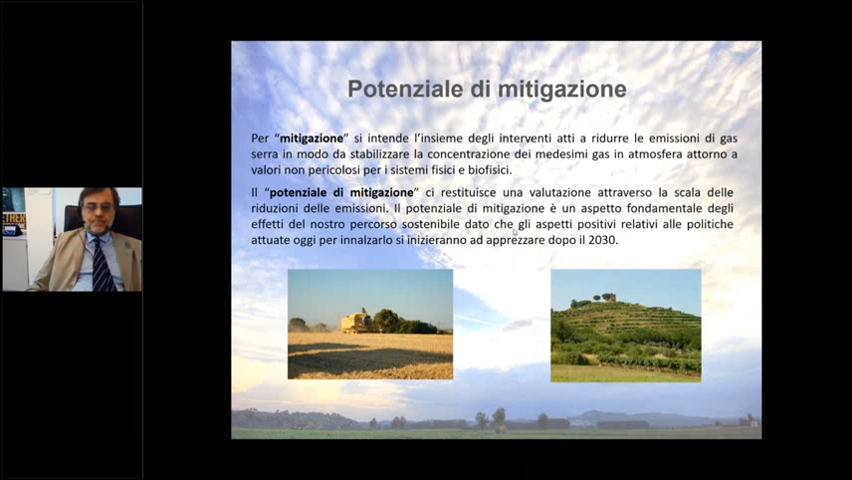 Potenziale di mitigazione
Per “mitigazione” si intende l’insieme degli interventi atti a ridurre le emissioni di gas
serra in modo da stabilizzare la concentrazione dei medesimi gas in atmosfera attorno a
valori non pericolosi per i sistemi fisici e biofisici.
Il “potenziale di mitigazione” ci restituisce una valutazione attraverso la scala delle
riduzioni delle emissioni. Il potenziale di mitigazione è un aspetto fondamentale degli
effetti del nostro percorso sostenibile dato che gli aspetti positivi relativi alle politiche
attuate oggi per innalzarlo si inizieranno ad apprezzare dopo il 2030.